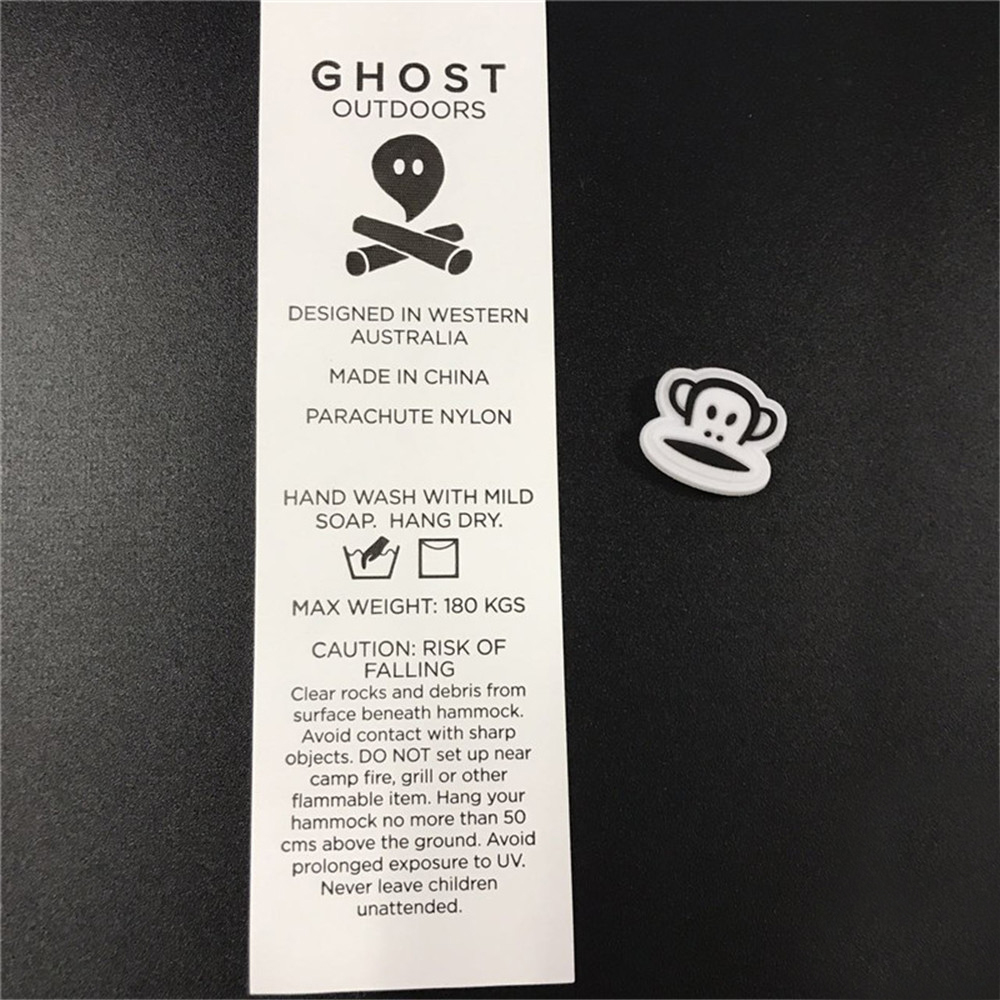 GHOST
OUTDOORS
DESIGNED IN WESTERN
AUSTRALIA
MADE IN CHINA
PARACHUTE NYLON
HAND WASH WITH MILD
SOAP. HANG DRY.
MAX WEIGHT: 180 KGS
CAUTION: RISK OF
FALLING
Clear rocks and debris from
surface beneath hammock.
Avoid contact with sharp
objects. DO NOT set up near
camp fire, grill or other
flammable item. Hang your
hammock no more than 50
cms above the ground. Avoid
prolonged exposure to UV.
Never leave children
unattended.